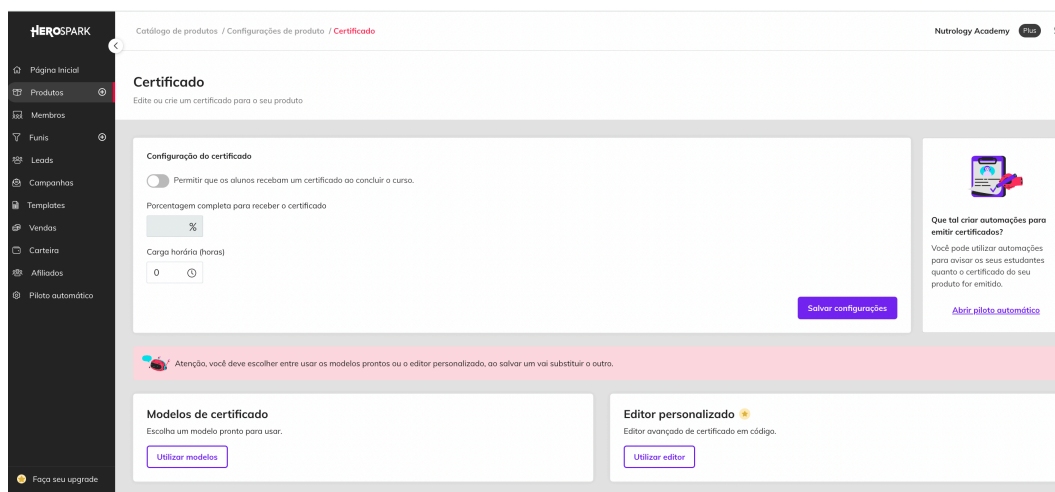 HEROSPARK
Catálogo de produtos / Configurações de produto / Certificado
Nutrology Academy Plus
Página Inicial
Produtos
Membros
Funis
Leads
Campanhas
Templates
Vendas
Carteira
Afiliados
Piloto automático
Faça seu upgrade
Certificado
Edite ou crie um certificado para o seu produto
Configuração do certificado
Permitir que os alunos recebam um certificado ao concluir o curso.
Porcentagem completa para receber o certificado
%
Carga horária (horas)
0
Salvar configurações
Que tal criar automações para
emitir certificados?
Você pode utilizar automações
para avisar os seus estudantes
quanto o certificado do seu
produto for emitido.
Abrir piloto automático
Atenção, você deve escolher entre usar os modelos prontos ou o editor personalizado, ao salvar um vai substituir o outro.
Modelos de certificado
Escolha um modelo pronto para usar.
Utilizar modelos
Editor personalizado
Editor avançado de certificado em código.
Utilizar editor